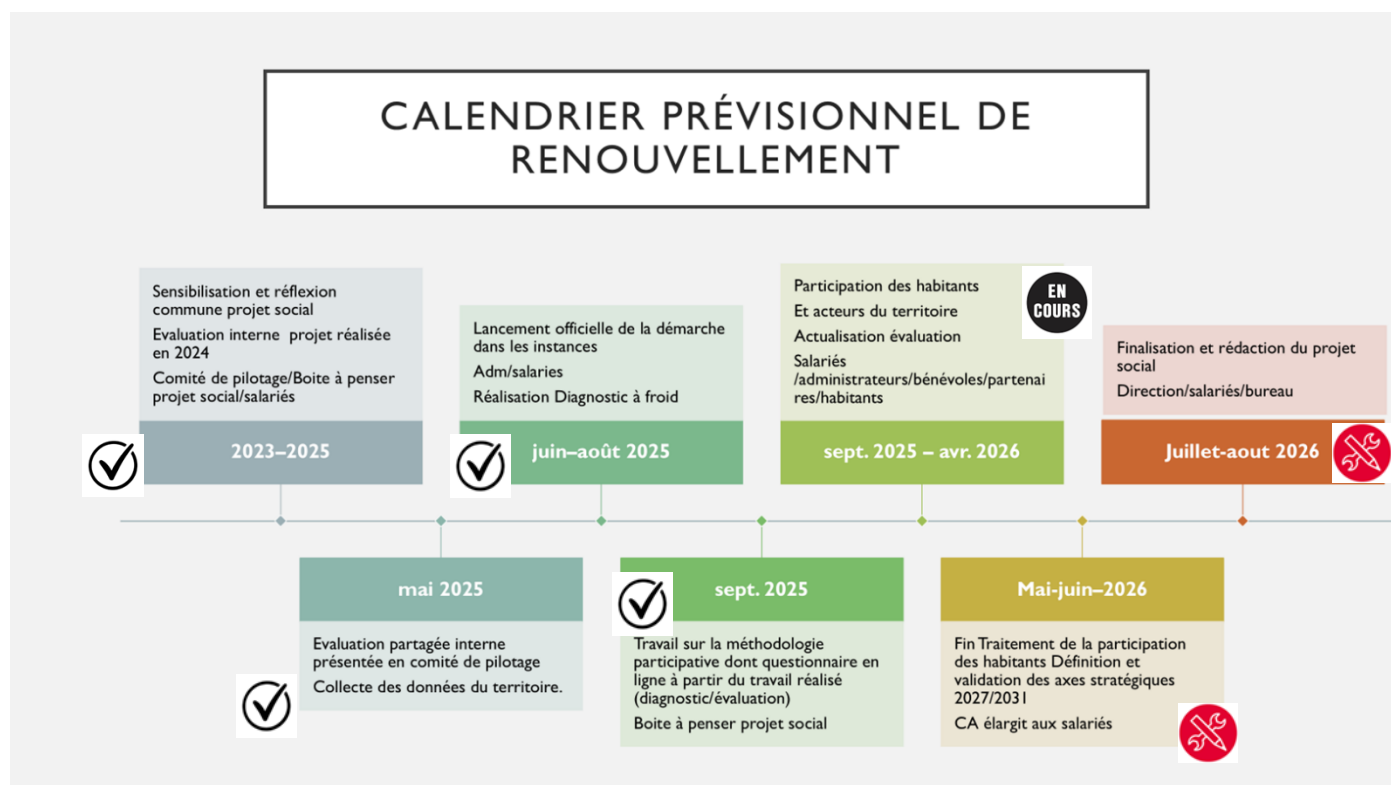 CALENDRIER PRÉVISIONNEL DE
RENOUVELLEMENT
Sensibilisation et réflexion
commune projet social
Evaluation interne projet réalisée
en 2024
Comité de pilotage/Boite à penser
projet social/salariés
2023–2025
mai 2025
Evaluation partagée interne
présentée en comité de pilotage
Collecte des données du territoire.
Lancement officielle de la démarche
dans les instances
Adm/salaries
Réalisation Diagnostic à froid
juin–août 2025
sept. 2025
Travail sur la méthodologie
participative dont questionnaire en
ligne à partir du travail réalisé
(diagnostic/évaluation)
Boite à penser projet social
Participation des habitants
Et acteurs du territoire
Actualisation évaluation
Salariés
/administrateurs/bénévoles/partenai
res/habitants
EN
COURS
sept. 2025 – avr. 2026
Mai-juin–2026
Fin Traitement de la participation
des habitants Définition et
validation des axes stratégiques
2027/2031
CA élargit aux salariés
Finalisation et rédaction du projet
social
Direction/salariés/bureau
Juillet-aout 2026